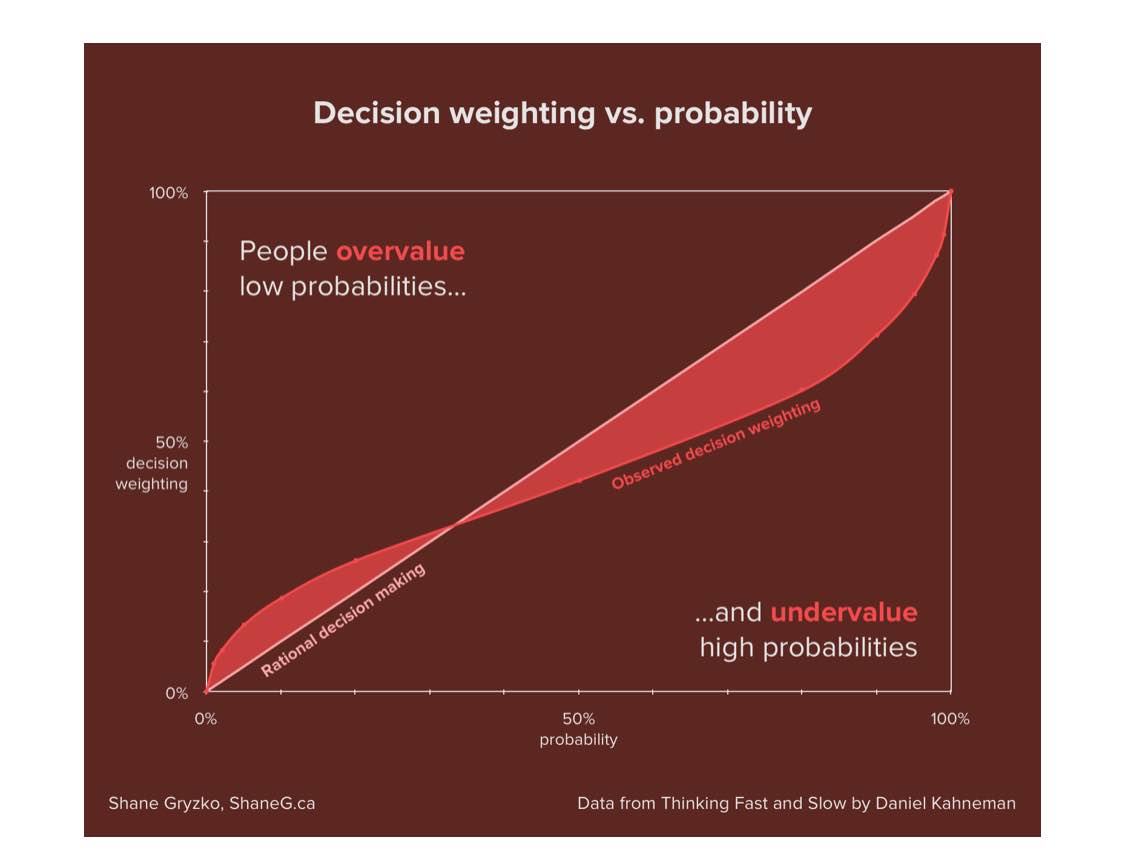 Decision weighting vs. probability
100%
People overvalue
low probabilities...
50%
decision
weighting
Observed decision weighting
Rational decision making
...and undervalue
high probabilities
0%
0%
50%
100%
probability
Shane Gryzko, ShaneG.ca
Data from Thinking Fast and Slow by Daniel Kahneman